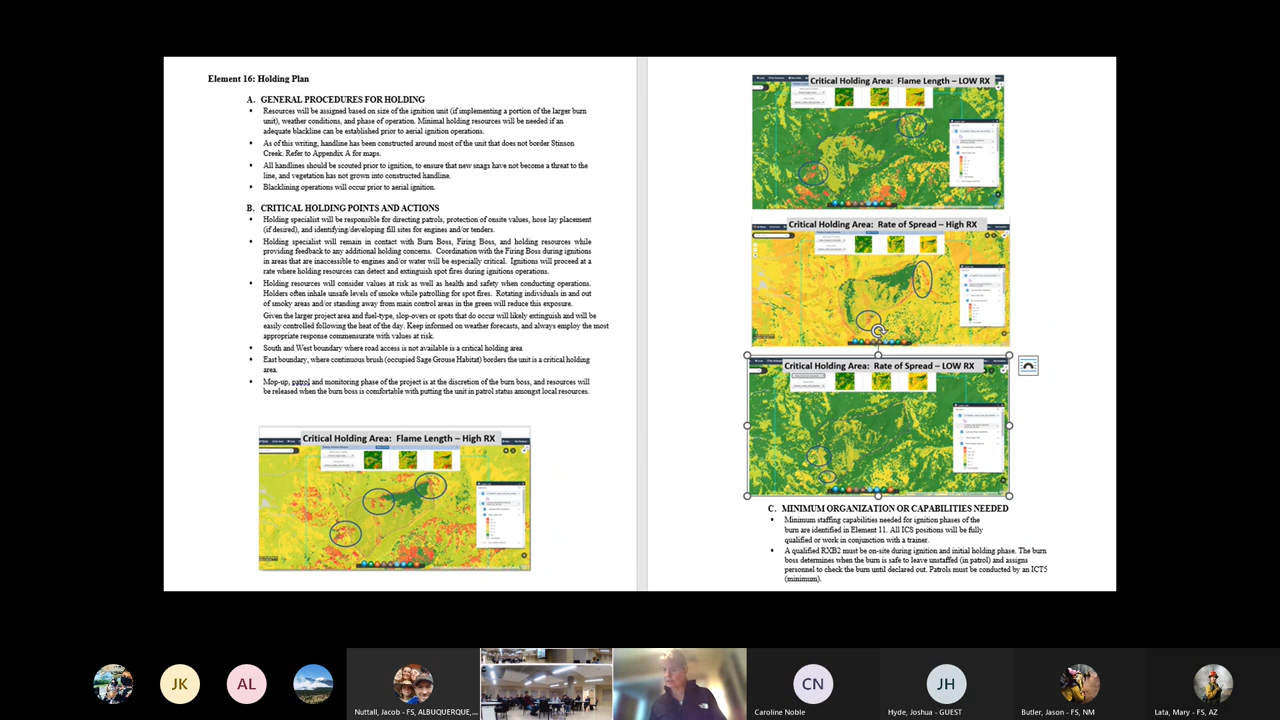 Element 16: Holding Plan
A. GENERAL PROCEDURES FOR HOLDING
• Resources will be assigned based on size of the ignition unit (if implementing a portion of the larger burn
unit), weather conditions, and phase of operation. Minimal holding resources will be needed if an
adequate blackline can be established prior to aerial ignition operations.
• As of this writing, handline has been constructed around most of the unit that does not border Stinson
Creek. Refer to Appendix A for maps.
• All handlines should be scouted prior to ignition, to ensure that new snags have not become a threat to the
line, and vegetation has not grown into constructed handline.
• Blacklining operations will occur prior to aerial ignition.
B. CRITICAL HOLDING POINTS AND ACTIONS
• Holding specialist will be responsible for directing patrols, protection of onsite values, hose lay placement
(if desired), and identifying/developing fill sites for engines and/or tenders.
• Holding specialist will remain in contact with Burn Boss, Firing Boss, and holding resources while
providing feedback to any additional holding concerns. Coordination with the Firing Boss during ignitions
in areas that are inaccessible to engines and/or water will be especially critical. Ignitions will proceed at a
rate where holding resources can detect and extinguish spot fires during ignitions operations.
• Holding resources will consider values at risk as well as health and safety when conducting operations.
Holders often inhale unsafe levels of smoke while patrolling for spot fires. Rotating individuals in and out
of smoky areas and/or standing away from main control areas in the green will reduce this exposure.
Given the larger project area and fuel-type, slop-overs or spots that do occur will likely extinguish and will be
easily controlled following the heat of the day. Keep informed on weather forecasts, and always employ the most
appropriate response commensurate with values at risk.
• South and West boundary where road access is not available is a critical holding area
• East boundary, where continuous brush (occupied Sage Grouse Habitat) borders the unit is a critical holding
area.
• Mop-up, patrol and monitoring phase of the project is at the discretion of the burn boss, and resources will
be released when the burn boss is comfortable with putting the unit in patrol status amongst local resources.
Critical Holding Area: Flame Length – High RX
Critical Holding Area: Flame Length – LOW RX
Critical Holding Area: Rate of Spread – High RX
Critical Holding Area: Rate of Spread – LOW RX
C. MINIMUM ORGANIZATION OR CAPABILITIES NEEDED
• Minimum staffing capabilities needed for ignition phases of the
burn are identified in Element 11. All ICS positions will be fully
qualified or work in conjunction with a trainer.
• A qualified RXB2 must be on-site during ignition and initial holding phase. The burn
boss determines when the burn is safe to leave unstaffed (in patrol) and assigns
personnel to check the burn until declared out. Patrols must be conducted by an ICT5
(minimum).
JK
AL
CN
JH
Nuttall, Jacob - FS, ALBUQUERQUE,...
Caroline Noble
Hyde, Joshua - GUEST
Butler, Jason - FS, NM
Lata, Mary - FS, AZ